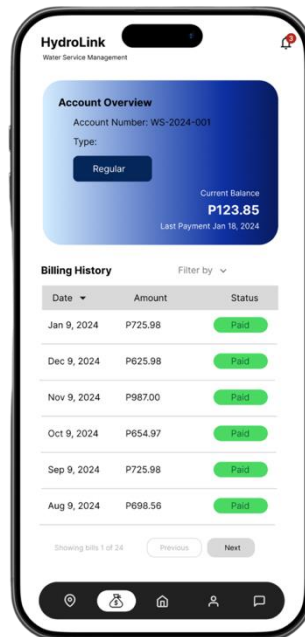 HydroLink
3
Water Service Management
Account Overview
Account Number: WS-2024-001
Type:
Regular
Current Balance
P123.85
Last Payment Jan 18, 2024
Billing History Filter by
Date Amount Status
Jan 9, 2024 P725.98 Paid
Dec 9, 2024 P625.98 Paid
Nov 9, 2024 P987.00 Paid
Oct 9, 2024 P654.97 Paid
Sep 9, 2024 P725.98 Paid
Aug 9, 2024 P698.56 Paid
Showing bills 1 of 24 Previous Next